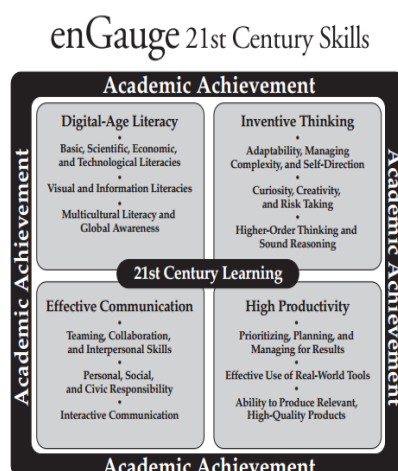 enGauge 21st Century Skills
Academic Achievement
Academic Achievement
Academic Achievement
Digital-Age Literacy
•
Basic, Scientific, Economic,
and Technological Literacies
•
Visual and Information Literacies
•
Multicultural Literacy and
Global Awareness
Inventive Thinking
•
Adaptability, Managing
Complexity, and Self-Direction
•
Curiosity, Creativity,
and Risk Taking
•
Higher-Order Thinking and
Sound Reasoning
21st Century Learning
Effective Communication
•
Teaming, Collaboration,
and Interpersonal Skills
•
Personal, Social,
and Civic Responsibility
•
Interactive Communication
High Productivity
•
Prioritizing, Planning, and
Managing for Results
•
Effective Use of Real-World Tools
•
Ability to Produce Relevant,
High-Quality Products
Academic Achievement